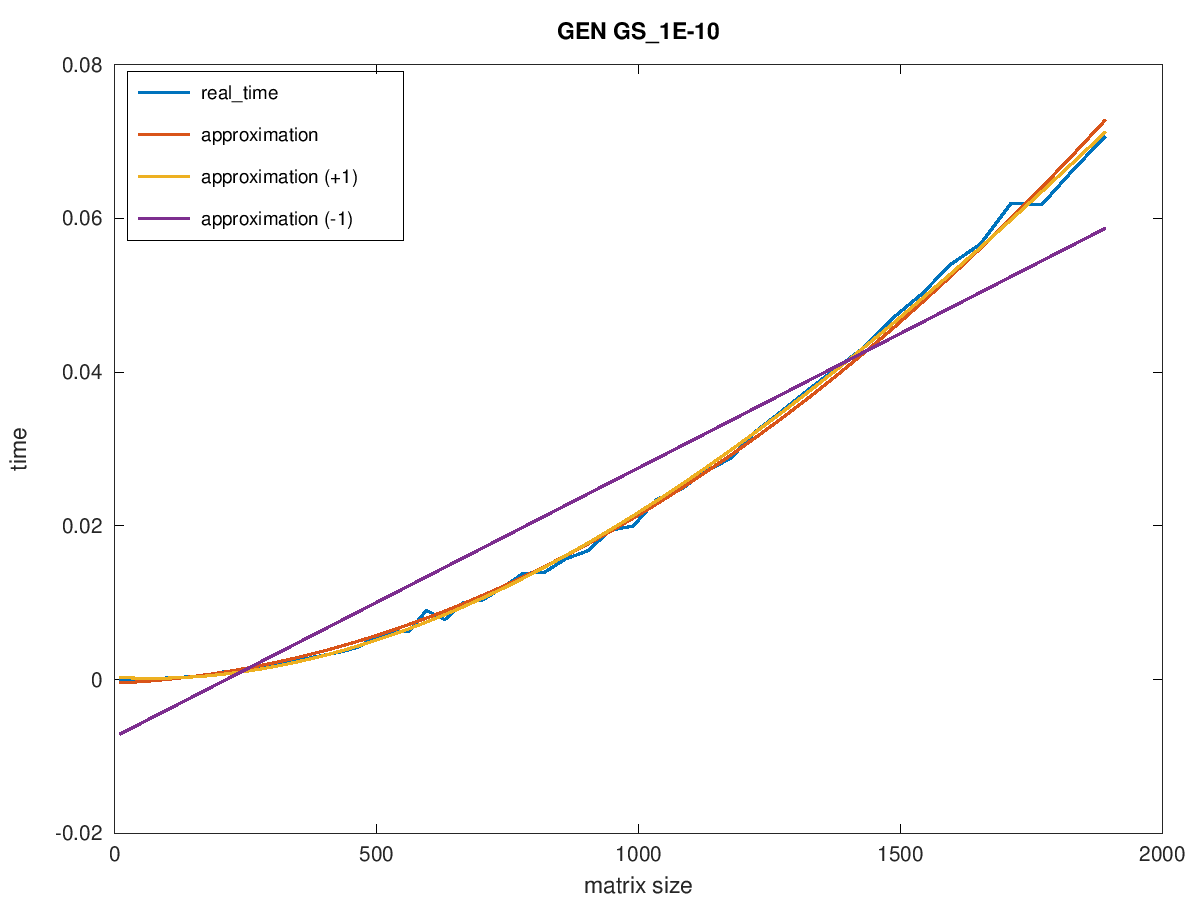 GEN GS_1E-10
real_time
approximation
approximation (+1)
approximation (-1)
0.08
0.06
0.04
0.02
0
-0.02
time
0
500
1000
1500
2000
matrix size